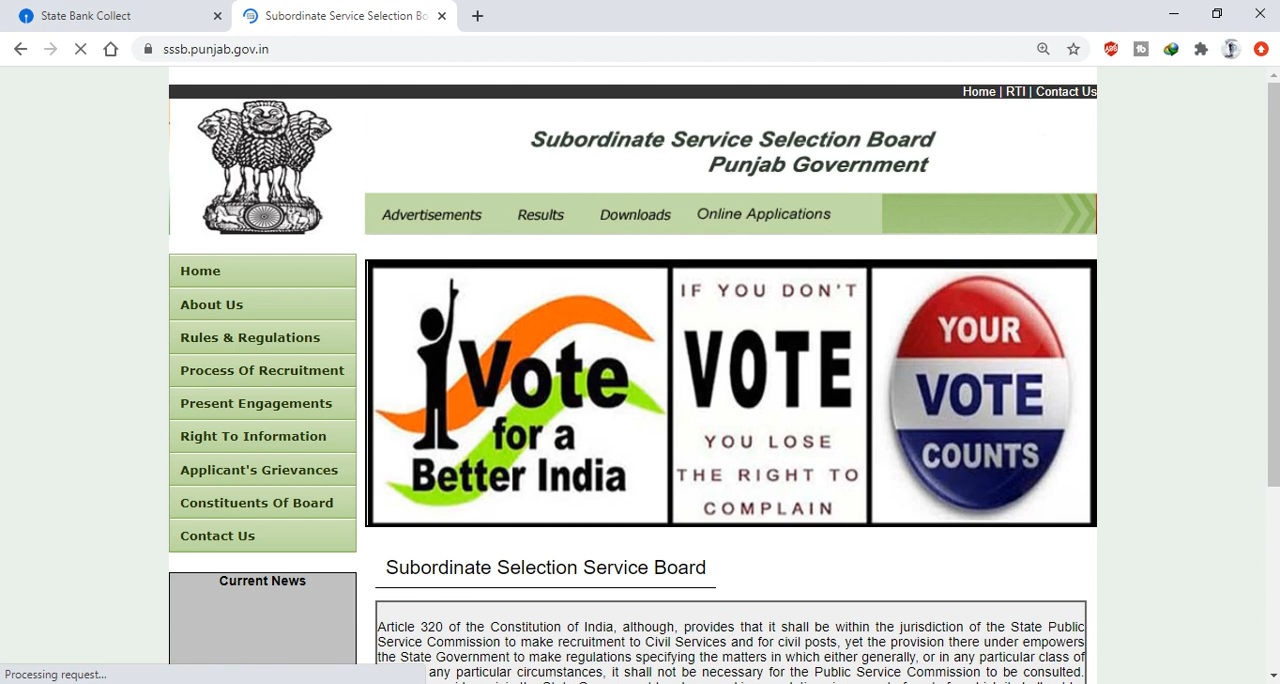 State Bank Collect
Subordinate Service Selection Bo
sssb.punjab.gov.in
Home | RTI | Contact Us
Subordinate Service Selection Board
Punjab Government
Advertisements Results Downloads Online Applications
Home
About Us
Rules & Regulations
Process Of Recruitment
Present Engagements
Right To Information
Applicant's Grievances
Constituents Of Board
Contact Us
Current News
Vote
for a
Better India
IF YOU DON'T
VOTE
YOU LOSE
THE RIGHT TO
COMPLAIN
YOUR
VOTE
COUNTS
Subordinate Selection Service Board
Article 320 of the Constitution of India, although, provides that it shall be within the jurisdiction of the State Public
Service Commission to make recruitment to Civil Services and for civil posts, yet the provision there under empowers
the State Government to make regulations specifying the matters in which either generally, or in any particular class of
any particular circumstances, it shall not be necessary for the Public Service Commission to be consulted.
Processing request...